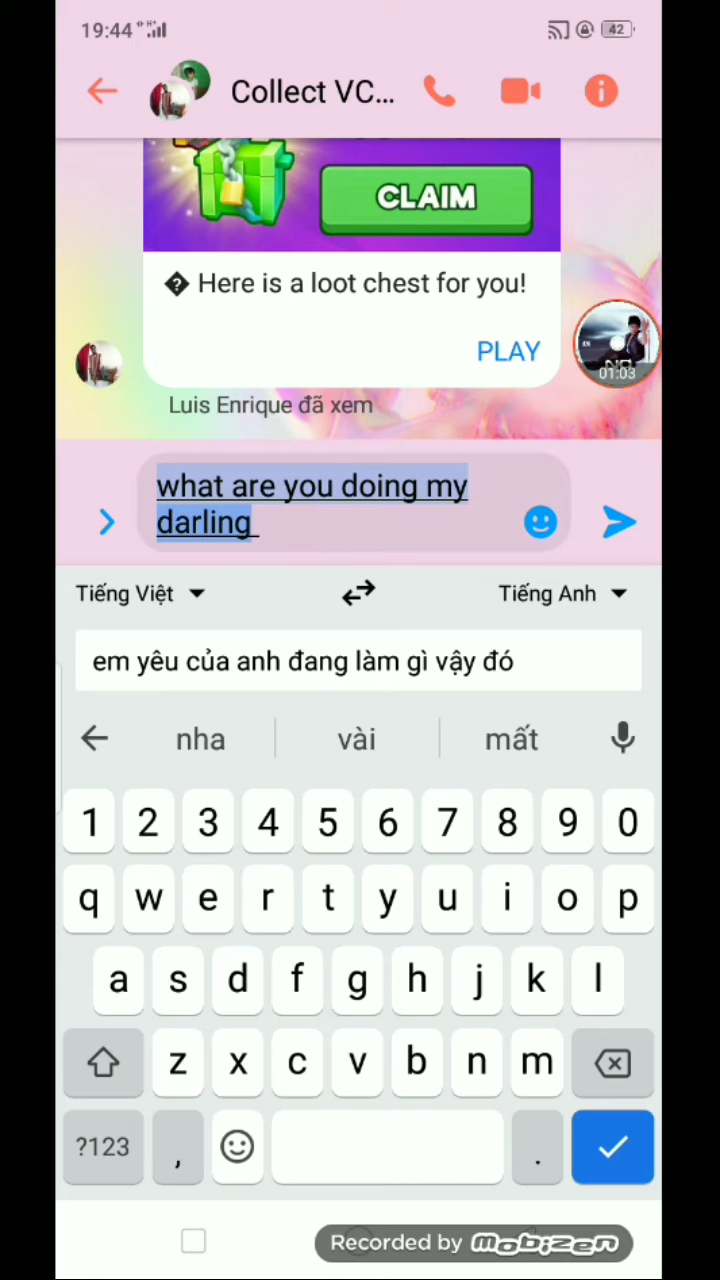 19:44 H+ 42
Collect VC...
CLAIM
Here is a loot chest for you!
PLAY
01:03
Luis Enrique đã xem
what are you doing my
darling
Tiếng Việt Tiếng Anh
em yêu của anh đang làm gì vậy đó
nha vài mất
1 2 3 4 5 6 7 8 9 0
q w e r t y u i o p
a s d f g h j k l
z x c v b n m
?123 , .
Recorded by mobizen